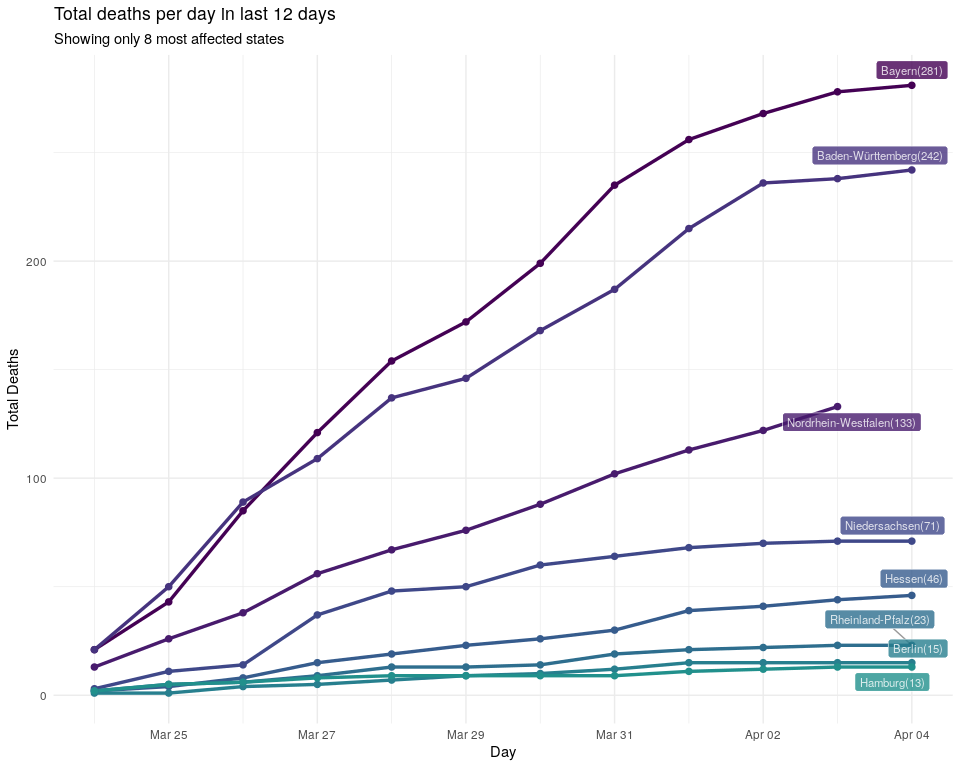 Total deaths per day in last 12 days
Showing only 8 most affected states
Bayern(281)
Baden-Württemberg(242)
200
Nordrhein-Westfalen(133)
100
Niedersachsen(71)
Hessen(46)
Rheinland-Pfalz(23)
Berlin(15)
Hamburg(13)
0
Total Deaths
Mar 25 Mar 27 Mar 29 Mar 31 Apr 02 Apr 04
Day